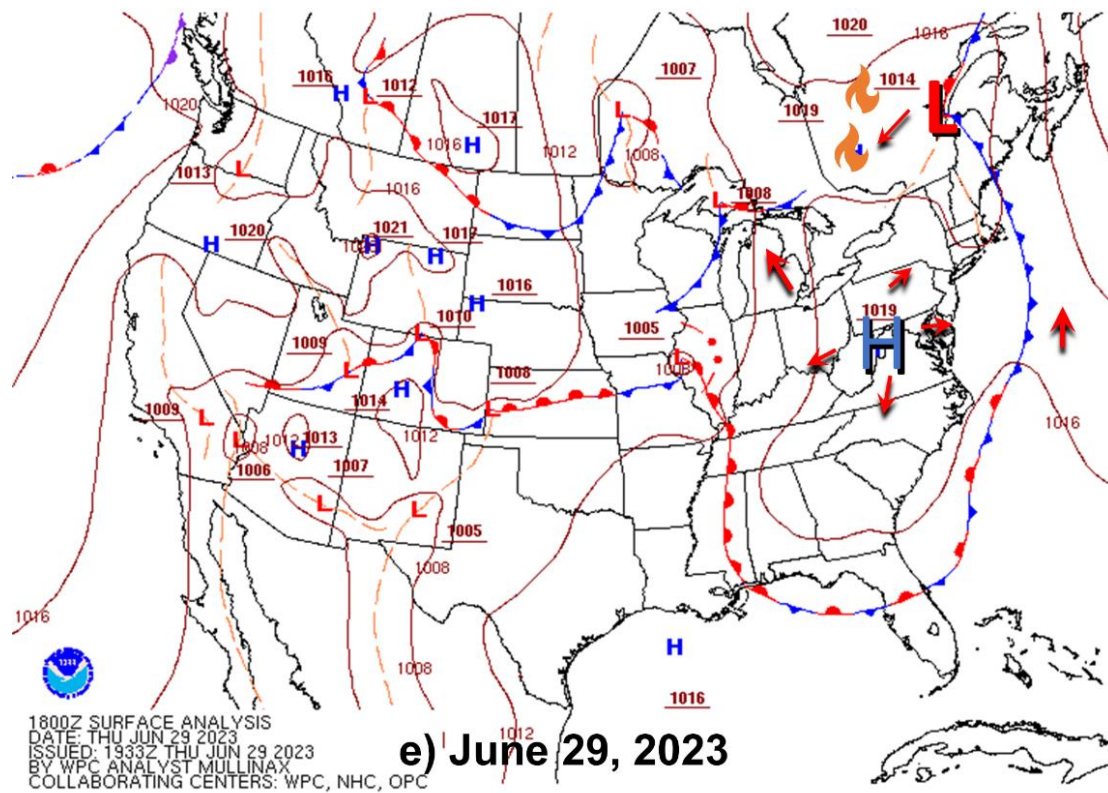 1020
1016
1016
1012
1007
1014
1020
1017
1019
1016
1012
1008
1013
1016
1008
1020
1021
1017
1016
1019
1010
1005
1009
1008
1008
1014
1009
1016
1012
1012
1013
1008
1006
1007
1005
1008
1016
1008
1016
1012
H
L
L
L
H
L
L
H
H
H
L
H
H
L
L
L
H
L
L
L
H
L
L
H
1800Z SURFACE ANALYSIS
DATE: THU JUN 29 2023
ISSUED: 1933Z THU JUN 29 2023
BY WPC ANALYST MULLINAX
COLLABORATING CENTERS: WPC, NHC, OPC
e) June 29, 2023